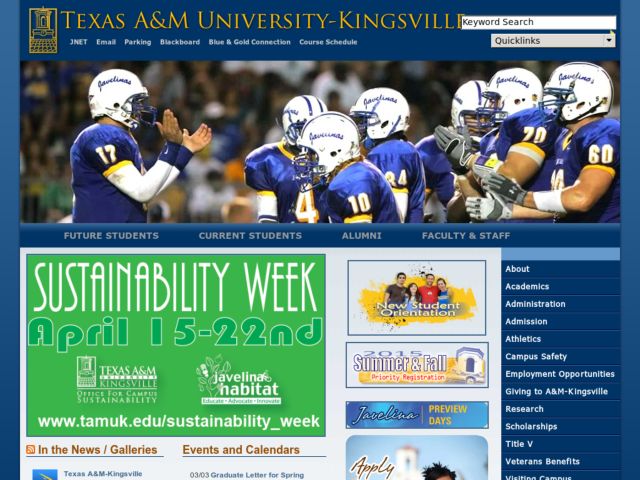 TEXAS A&M UNIVERSITY-KINGSVILLE
Keyword Search
JNET Email Parking Blackboard Blue & Gold Connection Course Schedule
Quicklinks
Javelinas
Javelinas
Javelinas
17
4
10
34
70
60
FUTURE STUDENTS CURRENT STUDENTS ALUMNI FACULTY & STAFF
SUSTAINABILITY WEEK
April 15-22nd
TEXAS A&M
UNIVERSITY
KINGSVILLE
OFFICE FOR CAMPUS
SUSTAINABILITY
javelina
habitat
Educate - Advocate - Innovate
www.tamuk.edu/sustainability_week
New Student
Orientation
2015
Summer & Fall
Priority Registration
Javelina PREVIEW
DAYS
Apply
About
Academics
Administration
Admission
Athletics
Campus Safety
Employment Opportunities
Giving to A&M-Kingsville
Research
Scholarships
Title V
Veterans Benefits
Visiting Campus
In the News / Galleries
Texas A&M-Kingsville
Events and Calendars
03/03 Graduate Letter for Spring